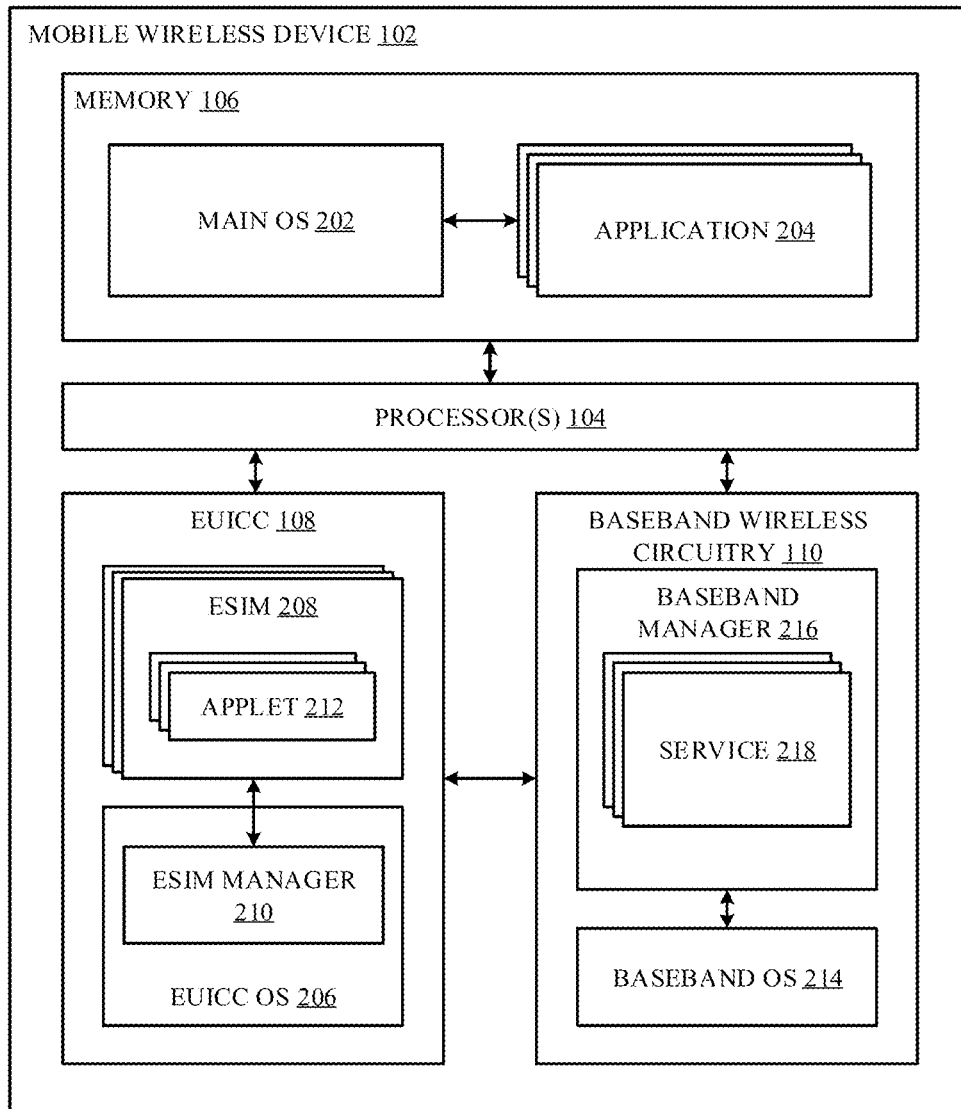 MOBILE WIRELESS DEVICE 102
MEMORY 106
MAIN OS 202
APPLICATION 204
PROCESSOR(S) 104
EUICC 108
ESIM 208
APPLET 212
ESIM MANAGER
210
EUICC OS 206
BASEBAND WIRELESS
CIRCUITRY 110
BASEBAND
MANAGER 216
SERVICE 218
BASEBAND OS 214